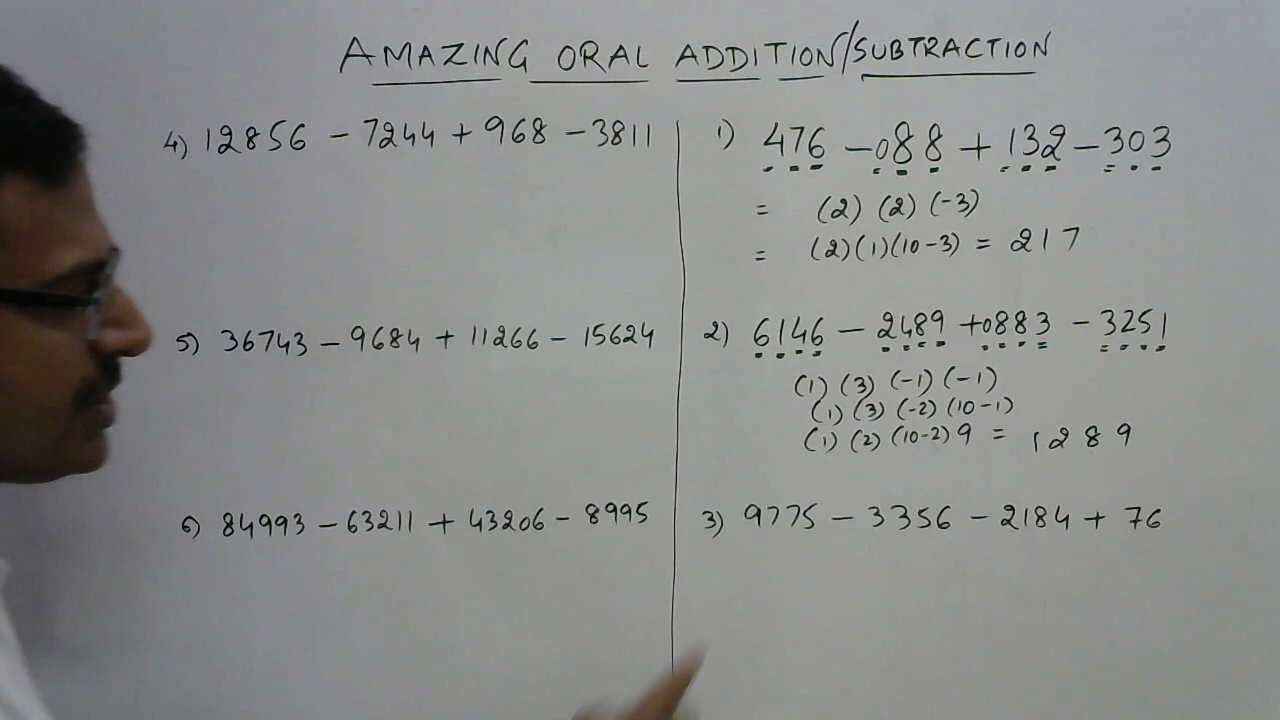 AMAZING ORAL ADDITION/SUBTRACTION
4) 12856 - 7244 + 968 - 3811
5) 36743 - 9684 + 11266 - 15624
6) 84993 - 63211 + 43206 - 8995
1) 476 - 088 + 132 - 303
= (2) (2) (-3)
= (2) (1) (10-3) = 217
2) 6146 - 2489 + 0883 - 3251
(1) (3) (-1) (-1)
(1) (3) (-2) (10-1)
(1) (2) (10-2) 9 = 1289
3) 9775 - 3356 - 2184 + 76